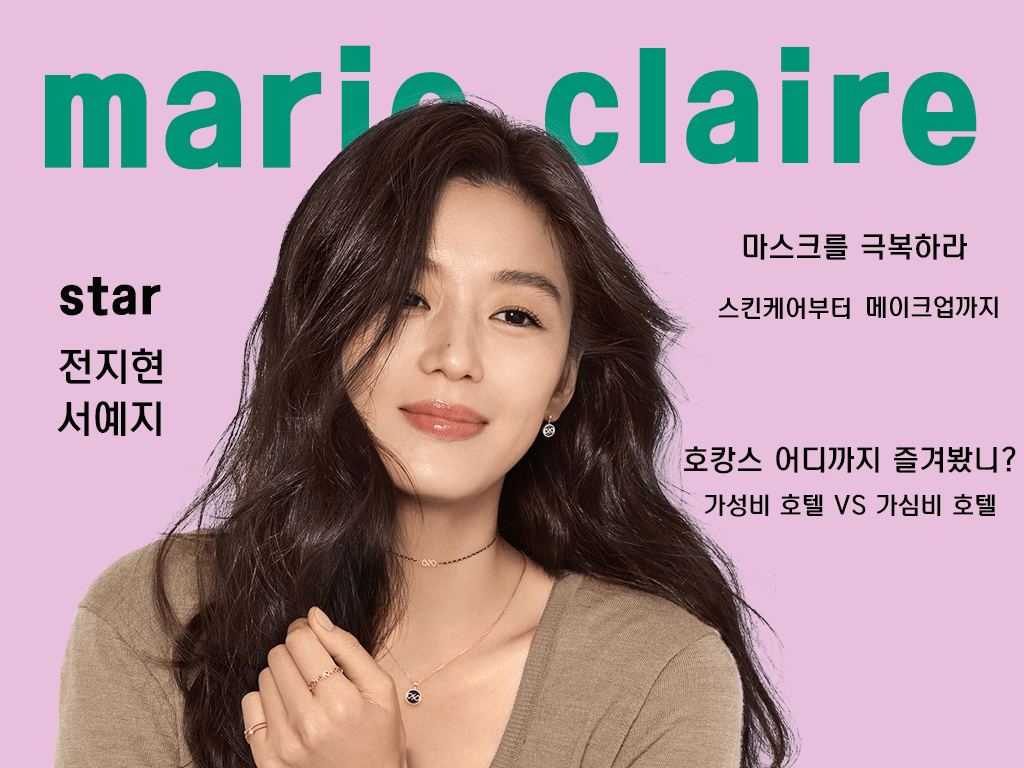 marie claire
star
전지현
서예지
마스크를 극복하라
스킨케어부터 메이크업까지
호캉스 어디까지 즐겨봤니?
가성비 호텔 VS 가심비 호텔